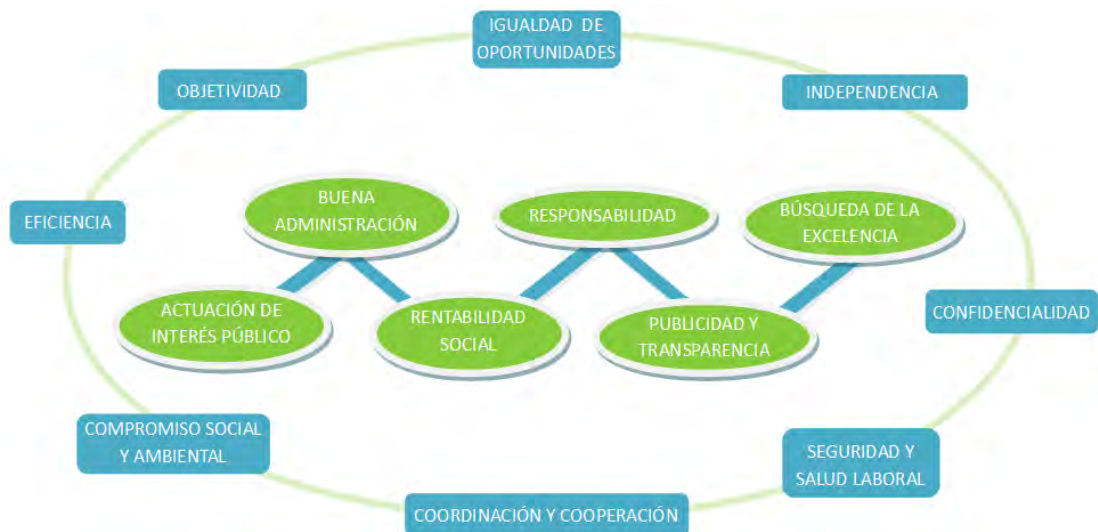 IGUALDAD DE
OPORTUNIDADES
OBJETIVIDAD
INDEPENDENCIA
EFICIENCIA
BUENA
ADMINISTRACIÓN
RESPONSABILIDAD
BÚSQUEDA DE LA
EXCELENCIA
ACTUACIÓN DE
INTERÉS PÚBLICO
RENTABILIDAD
SOCIAL
PUBLICIDAD Y
TRANSPARENCIA
CONFIDENCIALIDAD
COMPROMISO SOCIAL
Y AMBIENTAL
SEGURIDAD Y
SALUD LABORAL
COORDINACIÓN Y COOPERACIÓN